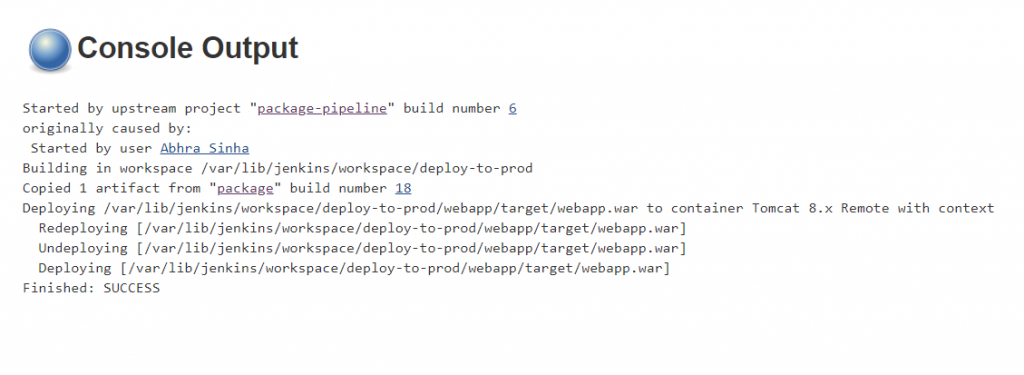 Console Output
Started by upstream project "package-pipeline" build number 6
originally caused by:
Started by user Abhra Sinha
Building in workspace /var/lib/jenkins/workspace/deploy-to-prod
Copied 1 artifact from "package" build number 18
Deploying /var/lib/jenkins/workspace/deploy-to-prod/webapp/target/webapp.war to container Tomcat 8.x Remote with context
Redeploying [/var/lib/jenkins/workspace/deploy-to-prod/webapp/target/webapp.war]
Undeploying [/var/lib/jenkins/workspace/deploy-to-prod/webapp/target/webapp.war]
Deploying [/var/lib/jenkins/workspace/deploy-to-prod/webapp/target/webapp.war]
Finished: SUCCESS